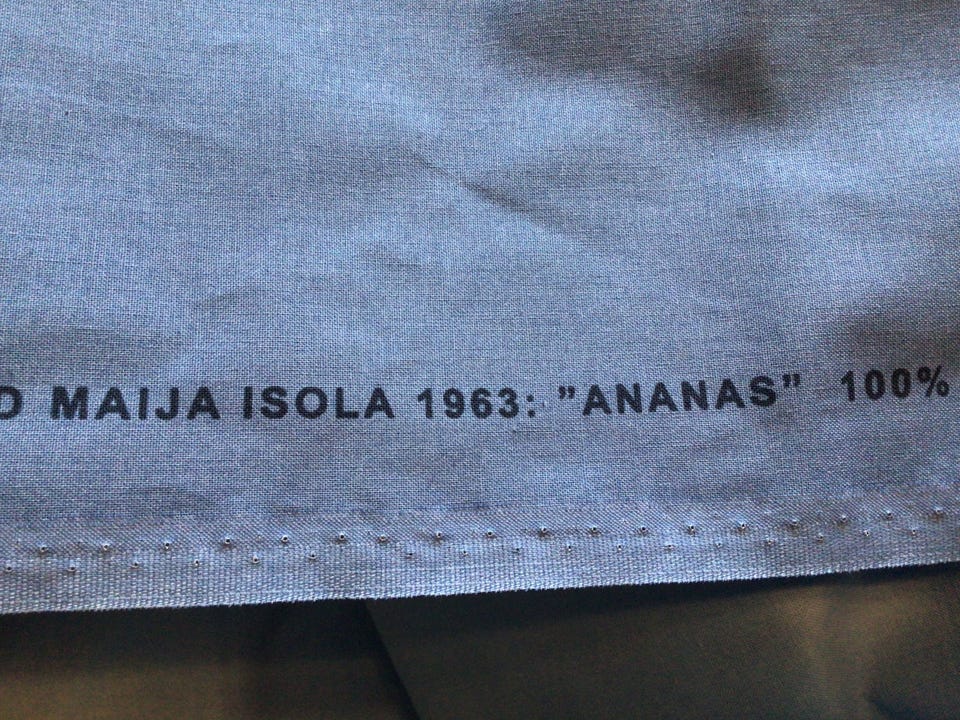 D MAIJA ISOLA 1963: ”ANANAS” 100%